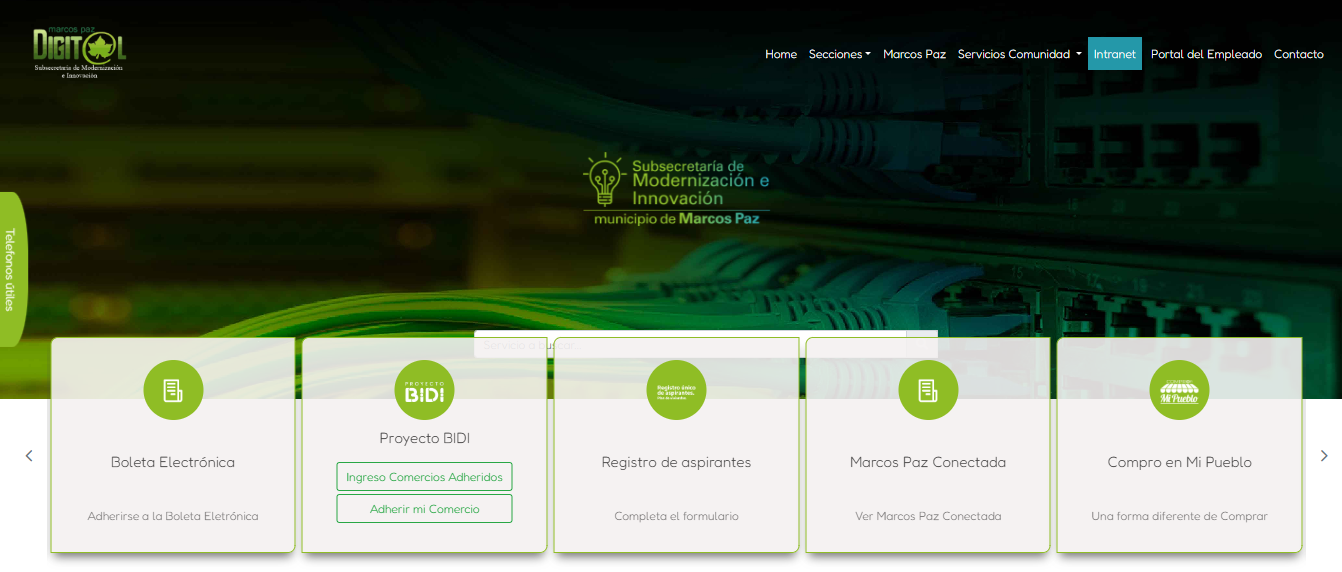 marcos paz
DIGITAL
Subsecretaría de Modernización
e Innovación
Home Secciones Marcos Paz Servicios Comunidad Intranet Portal del Empleado Contacto
Subsecretaría de
Modernización e
Innovación
municipio de Marcos Paz
Telefonos útiles
Servicio a buscar...
Boleta Electrónica
Adherirse a la Boleta Eletrónica
PROYECTO
BIDI
Proyecto BIDI
Ingreso Comercios Adheridos
Adherir mi Comercio
Registro único
de aspirantes.
Registro de aspirantes
Completa el formulario
Marcos Paz Conectada
Ver Marcos Paz Conectada
Mi Pueblo
Compro en Mi Pueblo
Una forma diferente de Comprar